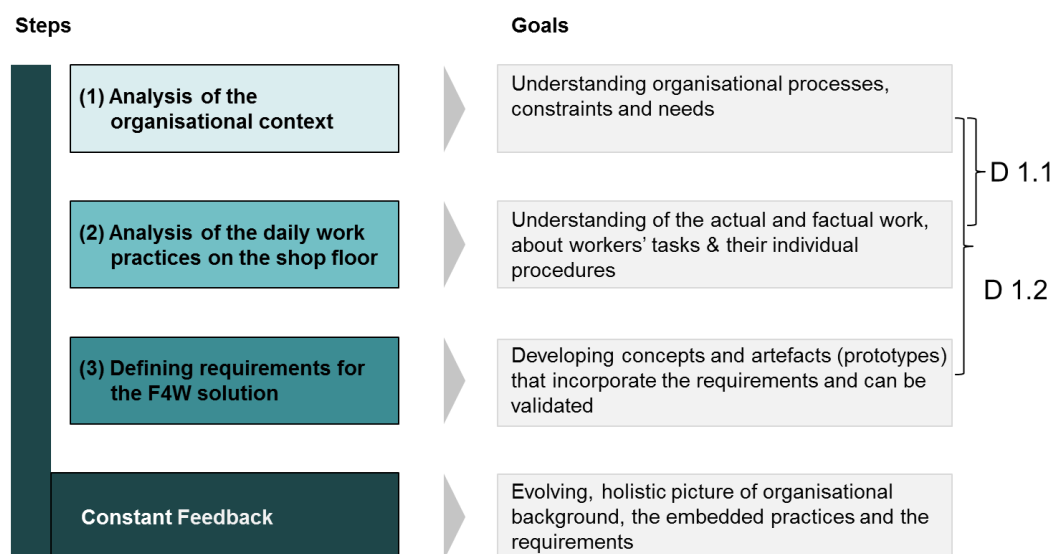 Steps
Goals
(1) Analysis of the
organisational context
Understanding organisational processes,
constraints and needs
D 1.1
(2) Analysis of the daily work
practices on the shop floor
Understanding of the actual and factual work,
about workers’ tasks & their individual
procedures
D 1.2
(3) Defining requirements for
the F4W solution
Developing concepts and artefacts (prototypes)
that incorporate the requirements and can be
validated
Constant Feedback
Evolving, holistic picture of organisational
background, the embedded practices and the
requirements